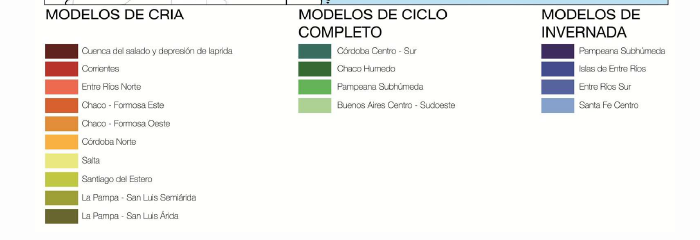 MODELOS DE CRIA
Cuenca del salado y depresión de laprida
Corrientes
Entre Ríos Norte
Chaco - Formosa Este
Chaco - Formosa Oeste
Córdoba Norte
Salta
Santiago del Estero
La Pampa - San Luis Semiárida
La Pampa - San Luis Árida
MODELOS DE CICLO
COMPLETO
Córdoba Centro - Sur
Chaco Humedo
Pampeana Subhúmeda
Buenos Aires Centro - Sudoeste
MODELOS DE
INVERNADA
Pampeana Subhúmeda
Islas de Entre Ríos
Entre Ríos Sur
Santa Fe Centro